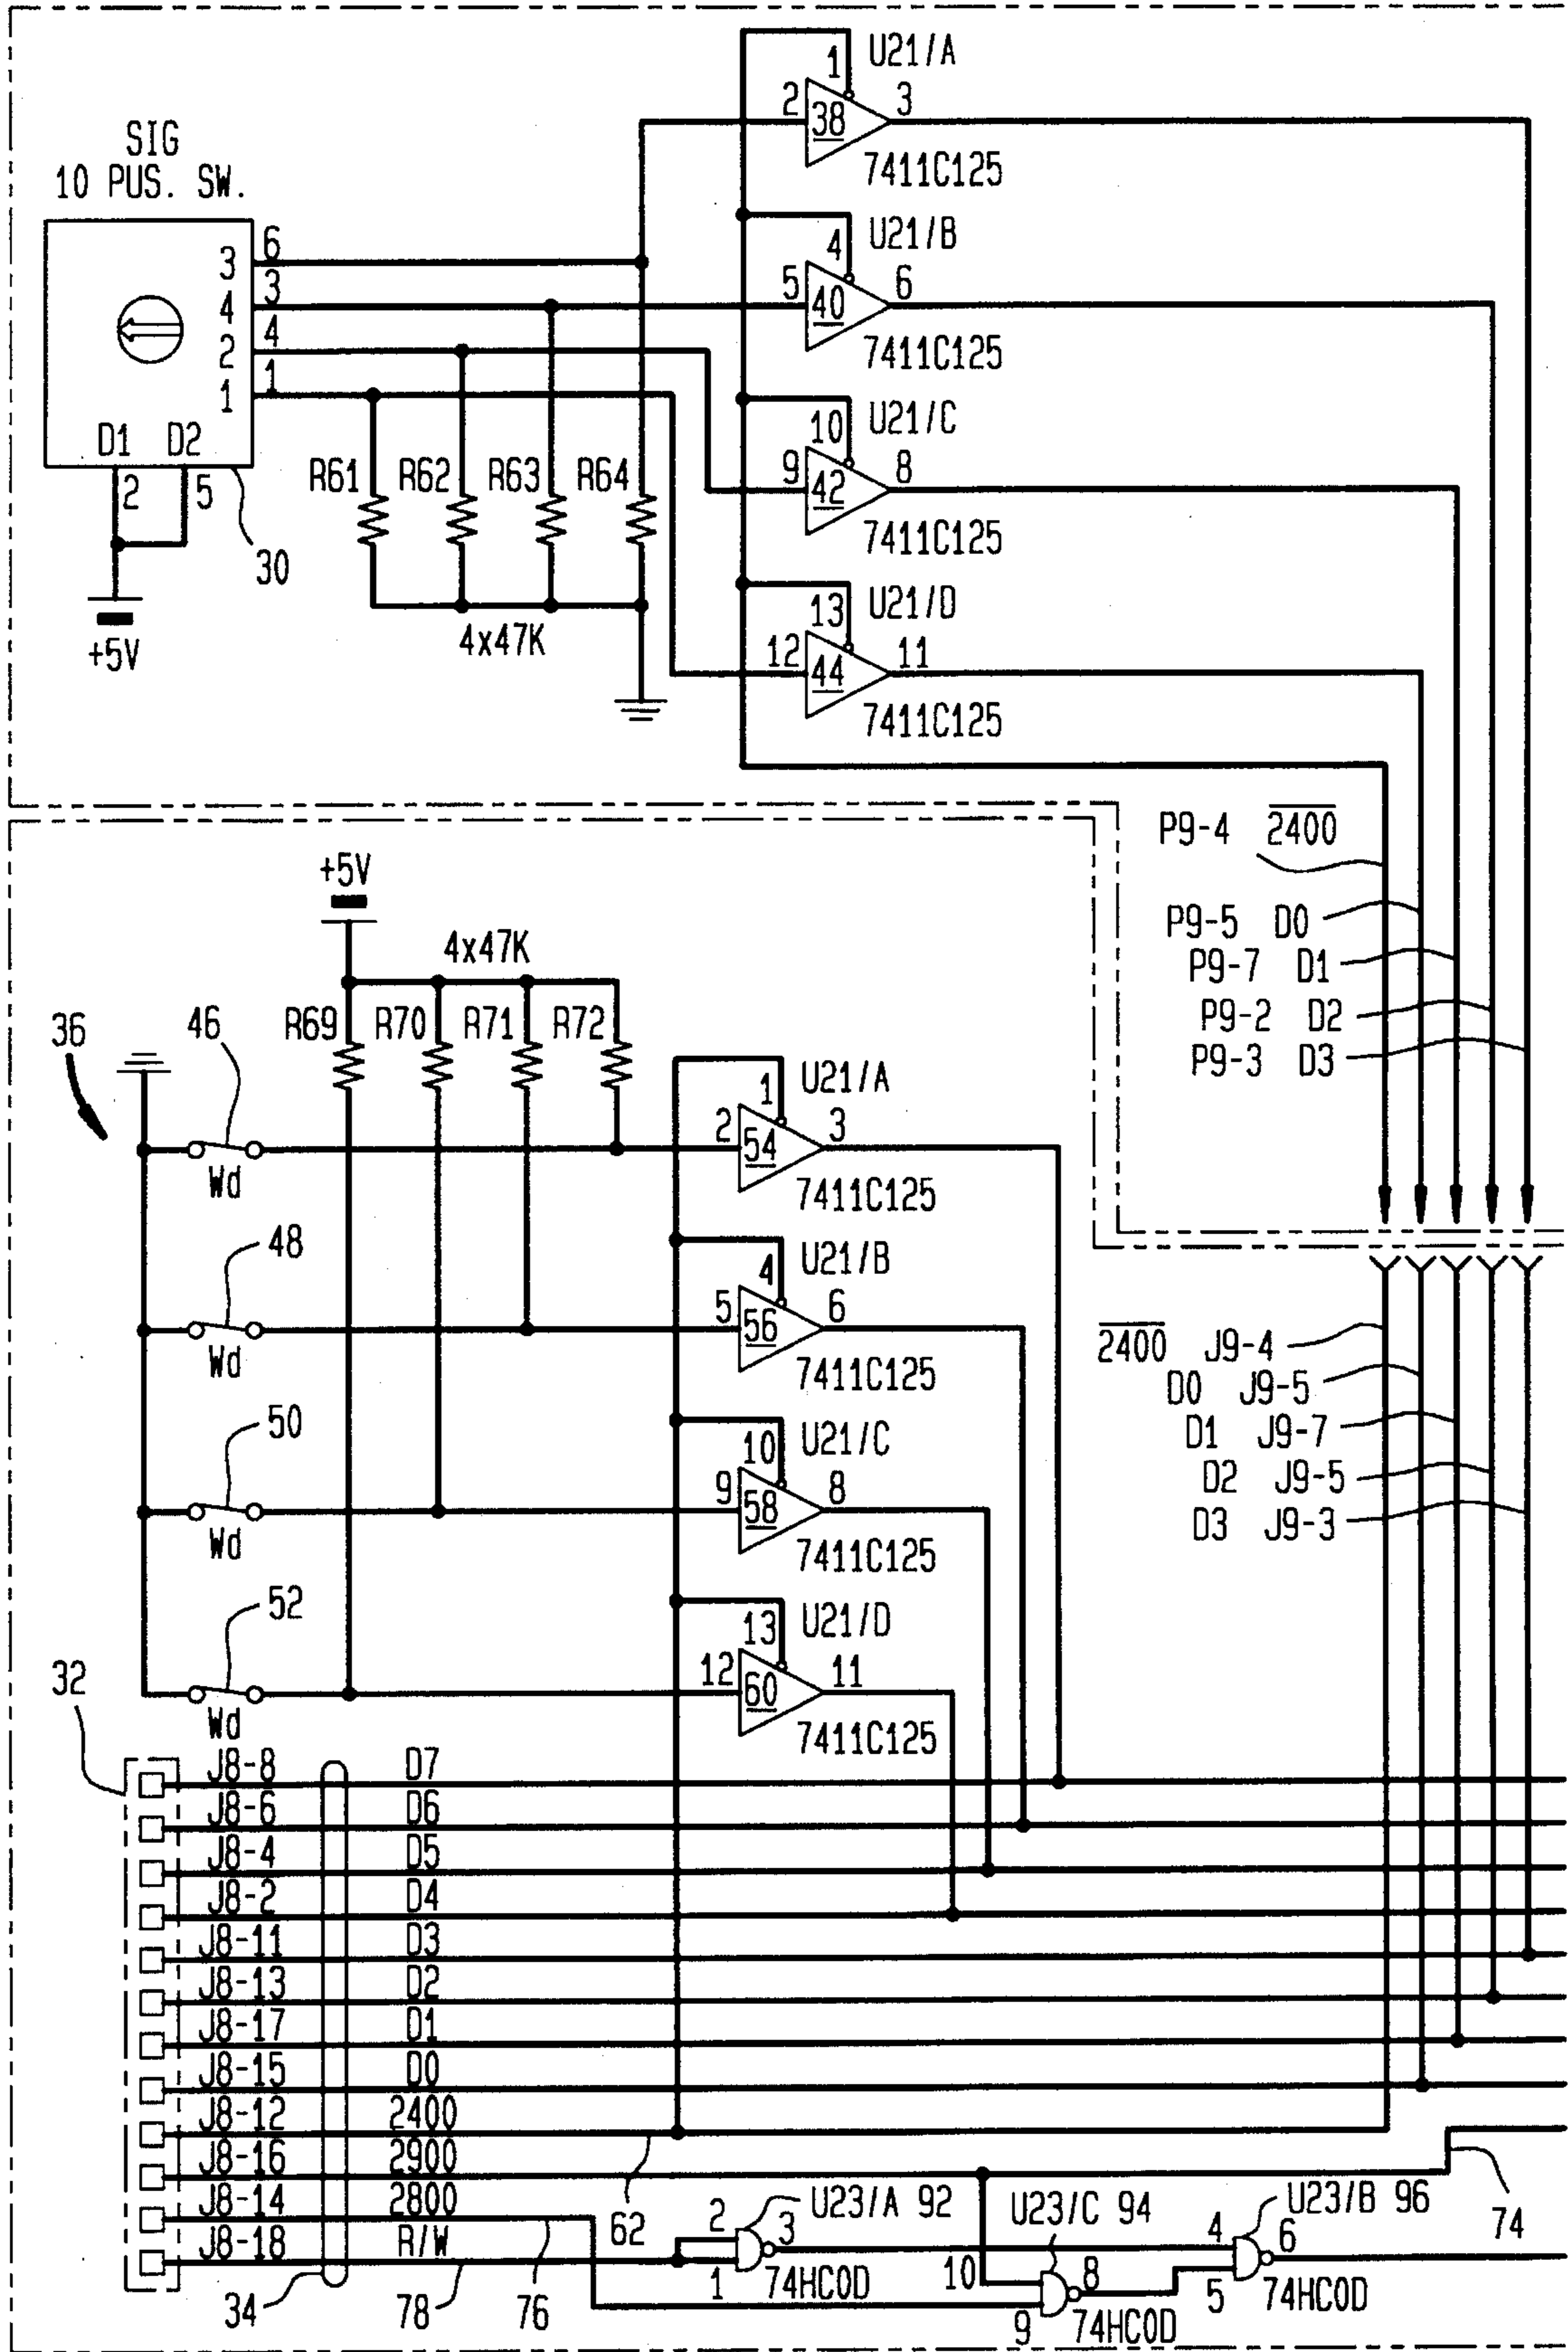 U21/A
1
2
38
3
7411C125
SIG
10 PUS. SW.
U21/B
4
5
40
6
7411C125
3 6
4 3
2 4
1 1
D1 D2
2 5
30
+5V
R61 R62 R63 R64
4x47K
U21/C
10
9
42
8
7411C125
U21/D
13
12
44
11
7411C125
P9-4 2400
P9-5 D0
P9-7 D1
P9-2 D2
P9-3 D3
+5V
4x47K
36
46
R69 R70 R71 R72
Wd
U21/A
1
2
54
3
7411C125
48
Wd
U21/B
4
5
56
6
7411C125
2400 J9-4
D0 J9-5
D1 J9-7
D2 J9-5
D3 J9-3
50
Wd
U21/C
10
9
58
8
7411C125
52
Wd
U21/D
13
12
60
11
7411C125
32
J8-8 D7
J8-6 D6
J8-4 D5
J8-2 D4
J8-11 D3
J8-13 D2
J8-17 D1
J8-15 D0
J8-12 2400
J8-16 2900
J8-14 2800
J8-18 R/W
34
78
76
62
2
1
U23/A 92
3
74HC0D
U23/C 94
10
9
8
74HC0D
U23/B 96
4
5
6
74HC0D
74